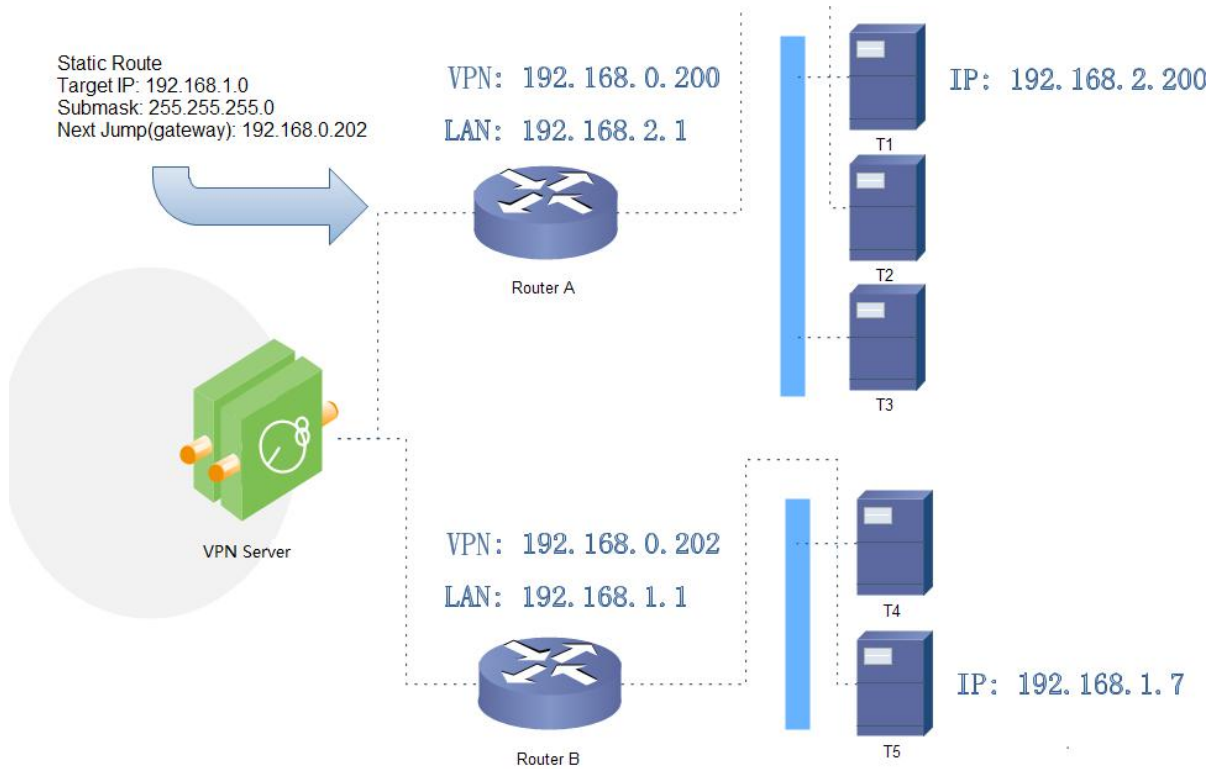 Static Route
Target IP: 192.168.1.0
Submask: 255.255.255.0
Next Jump(gateway): 192.168.0.202
VPN: 192.168.0.200
LAN: 192.168.2.1
Router A
IP: 192.168.2.200
T1
T2
T3
VPN Server
VPN: 192.168.0.202
LAN: 192.168.1.1
Router B
T4
IP: 192.168.1.7
T5